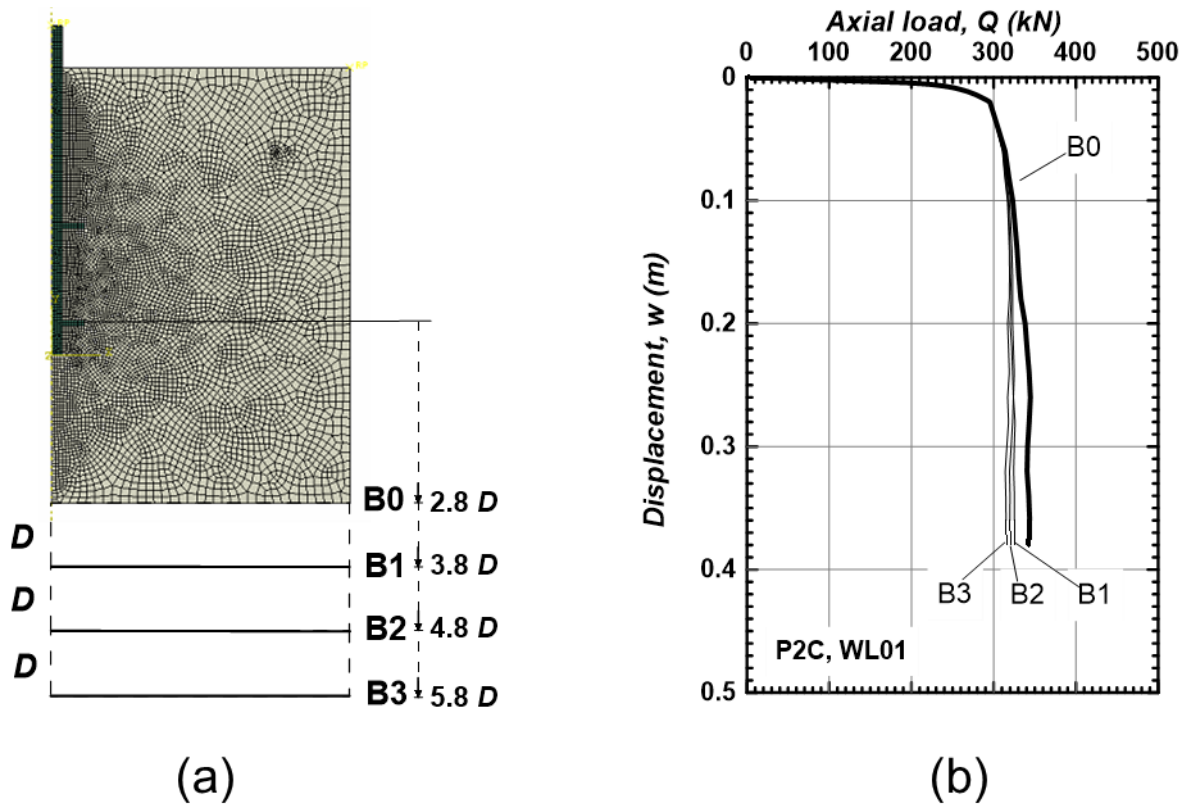 B0
2.8 D
D
B1
3.8 D
D
B2
4.8 D
D
B3
5.8 D
(a)
Axial load, Q (kN)
0 100 200 300 400 500
Displacement, w (m)
0
0.1
0.2
0.3
0.4
0.5
B0
B3 B2 B1
P2C, WL01
(b)